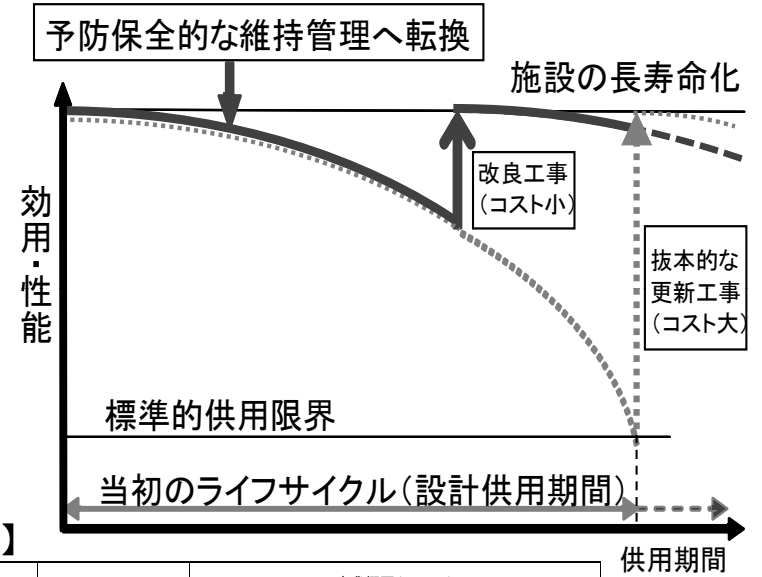 予防保全的な維持管理へ転換
施設の長寿命化
効用・性能
改良工事
（コスト小）
抜本的な
更新工事
（コスト大）
標準的供用限界
当初のライフサイクル（設計供用期間）
】
供用期間